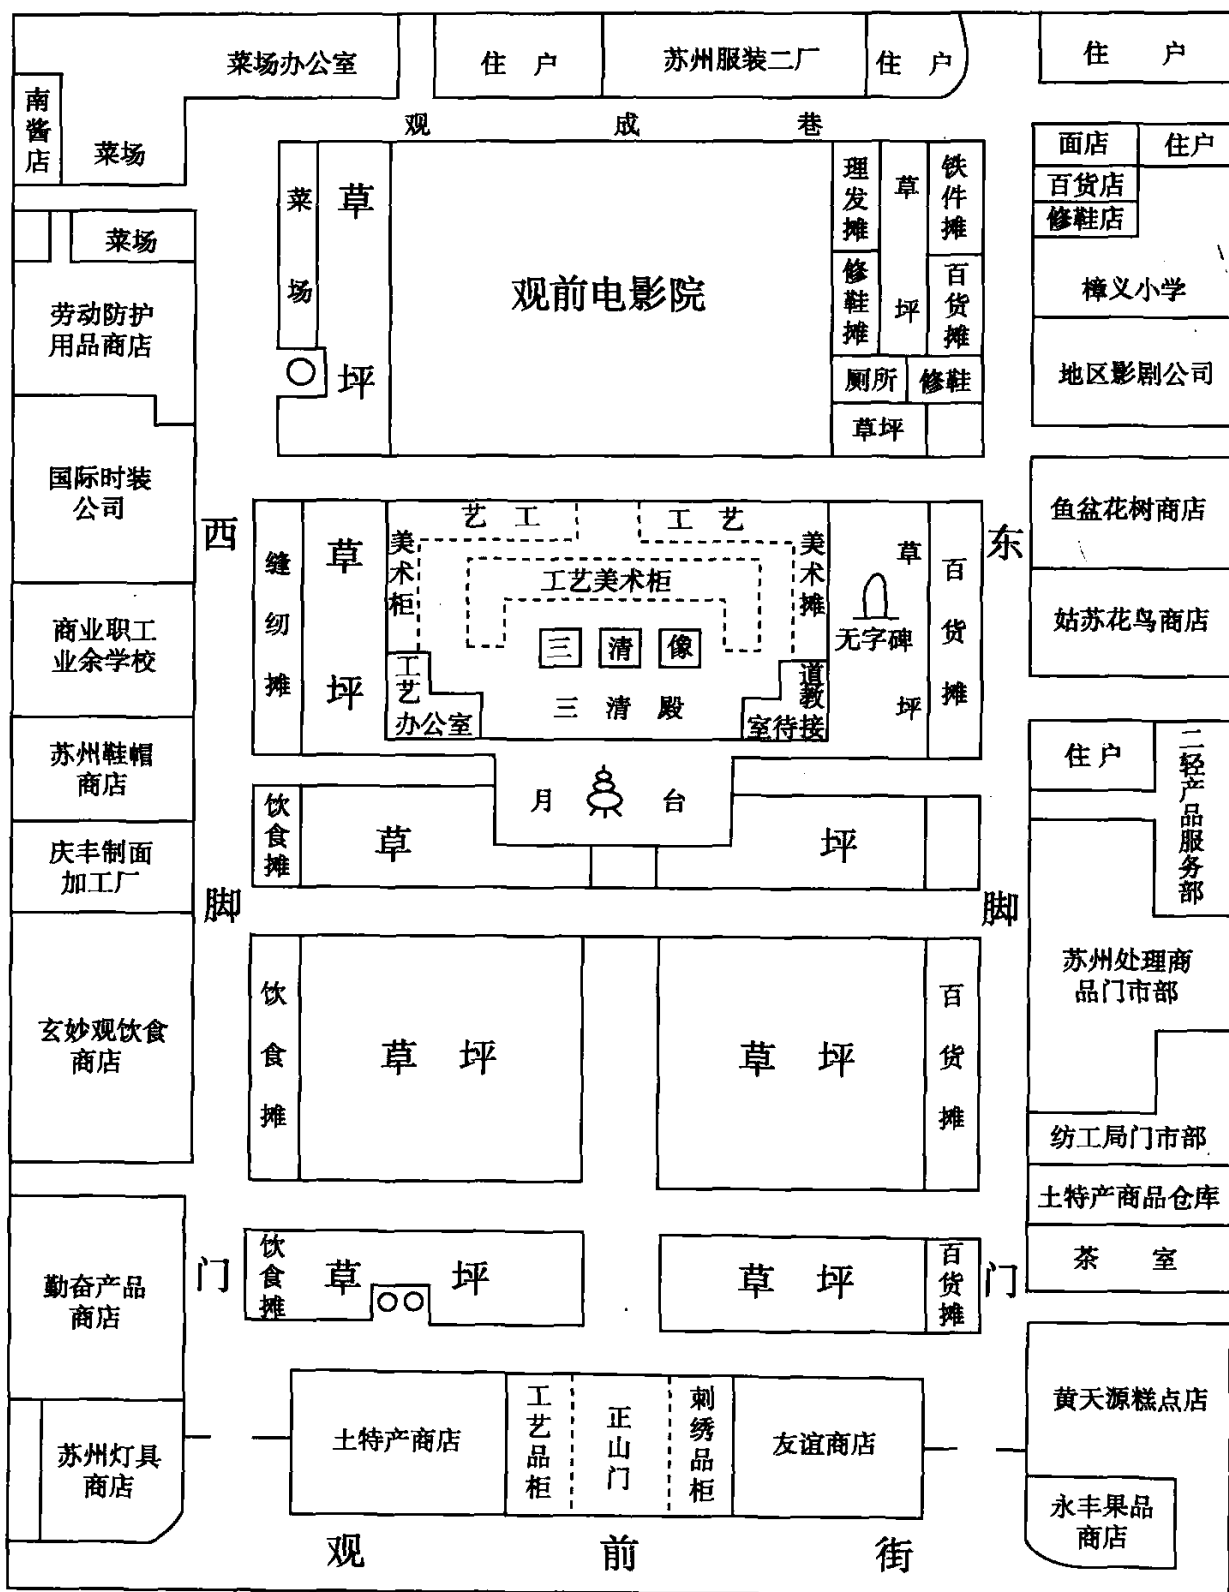 菜场办公室
住户
苏州服装二厂
住户
住户
南酱店
菜场
观成巷
面店
住户
百货店
修鞋店
樟义小学
菜场
草坪
观前电影院
理发摊
草坪
铁件摊
修鞋摊
百货摊
厕所
修鞋
草坪
菜场
劳动防护
用品商店
地区影剧公司
国际时装
公司
西脚门
缝纫摊
草坪
艺工
美术柜
工艺
美术摊
工艺美术柜
三清像
三清殿
工艺
办公室
道教
室待接
草坪
无字碑
百货摊
东脚门
鱼盆花树商店
姑苏花鸟商店
商业职工
业余学校
苏州鞋帽
商店
住户
二轻产品服务部
饮食摊
草坪
月台
庆丰制面
加工厂
苏州处理商
品门市部
玄妙观饮食
商店
饮食摊
草坪
草坪
百货摊
纺工局门市部
土特产商品仓库
茶室
勤奋产品
商店
饮食摊
草坪
草坪
百货摊
黄天源糕点店
苏州灯具
商店
土特产商店
工艺品柜
正山门
刺绣品柜
友谊商店
永丰果品
商店
观前街